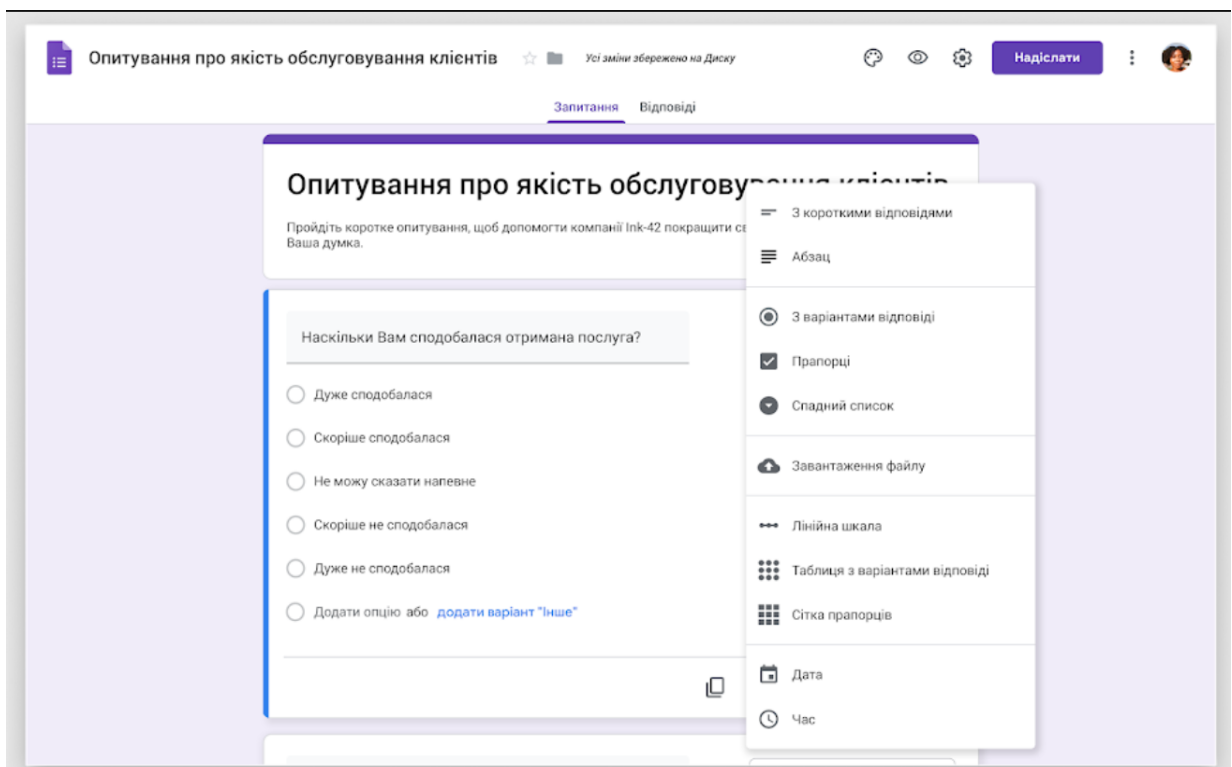 Опитування про якість обслуговування клієнтів
Усі зміни збережено на Диску
Надіслати
Запитання
Відповіді
Опитування про якість обслуговування клієнтів
Пройдіть коротке опитування, щоб допомогти компанії Ink-42 покращити
Ваша думка.
Наскільки Вам сподобалася отримана послуга?
Дуже сподобалася
Скоріше сподобалася
Не можу сказати напевне
Скоріше не сподобалася
Дуже не сподобалася
Додати опцію або додати варіант "Інше"
З короткими відповідями
Абзац
З варіантами відповіді
Прапорці
Спадний список
Завантаження файлу
Лінійна шкала
Таблиця з варіантами відповіді
Сітка прапорців
Дата
Час